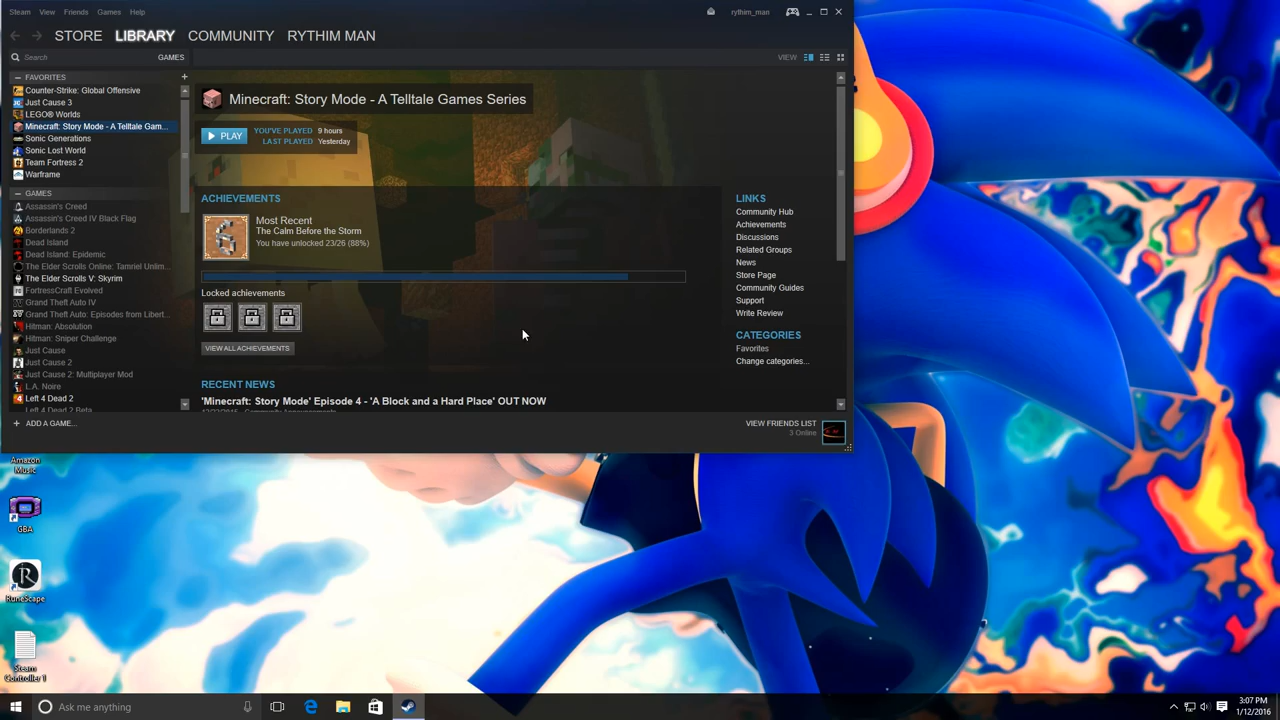 Steam View Friends Games Help rythim_man
STORE LIBRARY COMMUNITY RYTHIM MAN
Search GAMES VIEW
— FAVORITES +
Counter-Strike: Global Offensive
Just Cause 3
LEGO® Worlds
Minecraft: Story Mode - A Telltale Gam...
Sonic Generations
Sonic Lost World
Team Fortress 2
Warframe
— GAMES
Assassin's Creed
Assassin's Creed IV Black Flag
Borderlands 2
Dead Island
Dead Island: Epidemic
The Elder Scrolls Online: Tamriel Unlim...
The Elder Scrolls V: Skyrim
FortressCraft Evolved
Grand Theft Auto IV
Grand Theft Auto: Episodes from Libert...
Hitman: Absolution
Hitman: Sniper Challenge
Just Cause
Just Cause 2
Just Cause 2: Multiplayer Mod
L.A. Noire
Left 4 Dead 2
Left 4 Dead 2 Beta
+ ADD A GAME...
Minecraft: Story Mode - A Telltale Games Series
PLAY
YOU'VE PLAYED 9 hours
LAST PLAYED Yesterday
ACHIEVEMENTS
Most Recent
The Calm Before the Storm
You have unlocked 23/26 (88%)
Locked achievements
VIEW ALL ACHIEVEMENTS
RECENT NEWS
'Minecraft: Story Mode' Episode 4 - 'A Block and a Hard Place' OUT NOW
LINKS
Community Hub
Achievements
Discussions
Related Groups
News
Store Page
Community Guides
Support
Write Review
CATEGORIES
Favorites
Change categories...
VIEW FRIENDS LIST
3 Online
Amazon
Music
GBA
RuneScape
Steam
Controller 1
Ask me anything
3:07 PM
1/12/2016